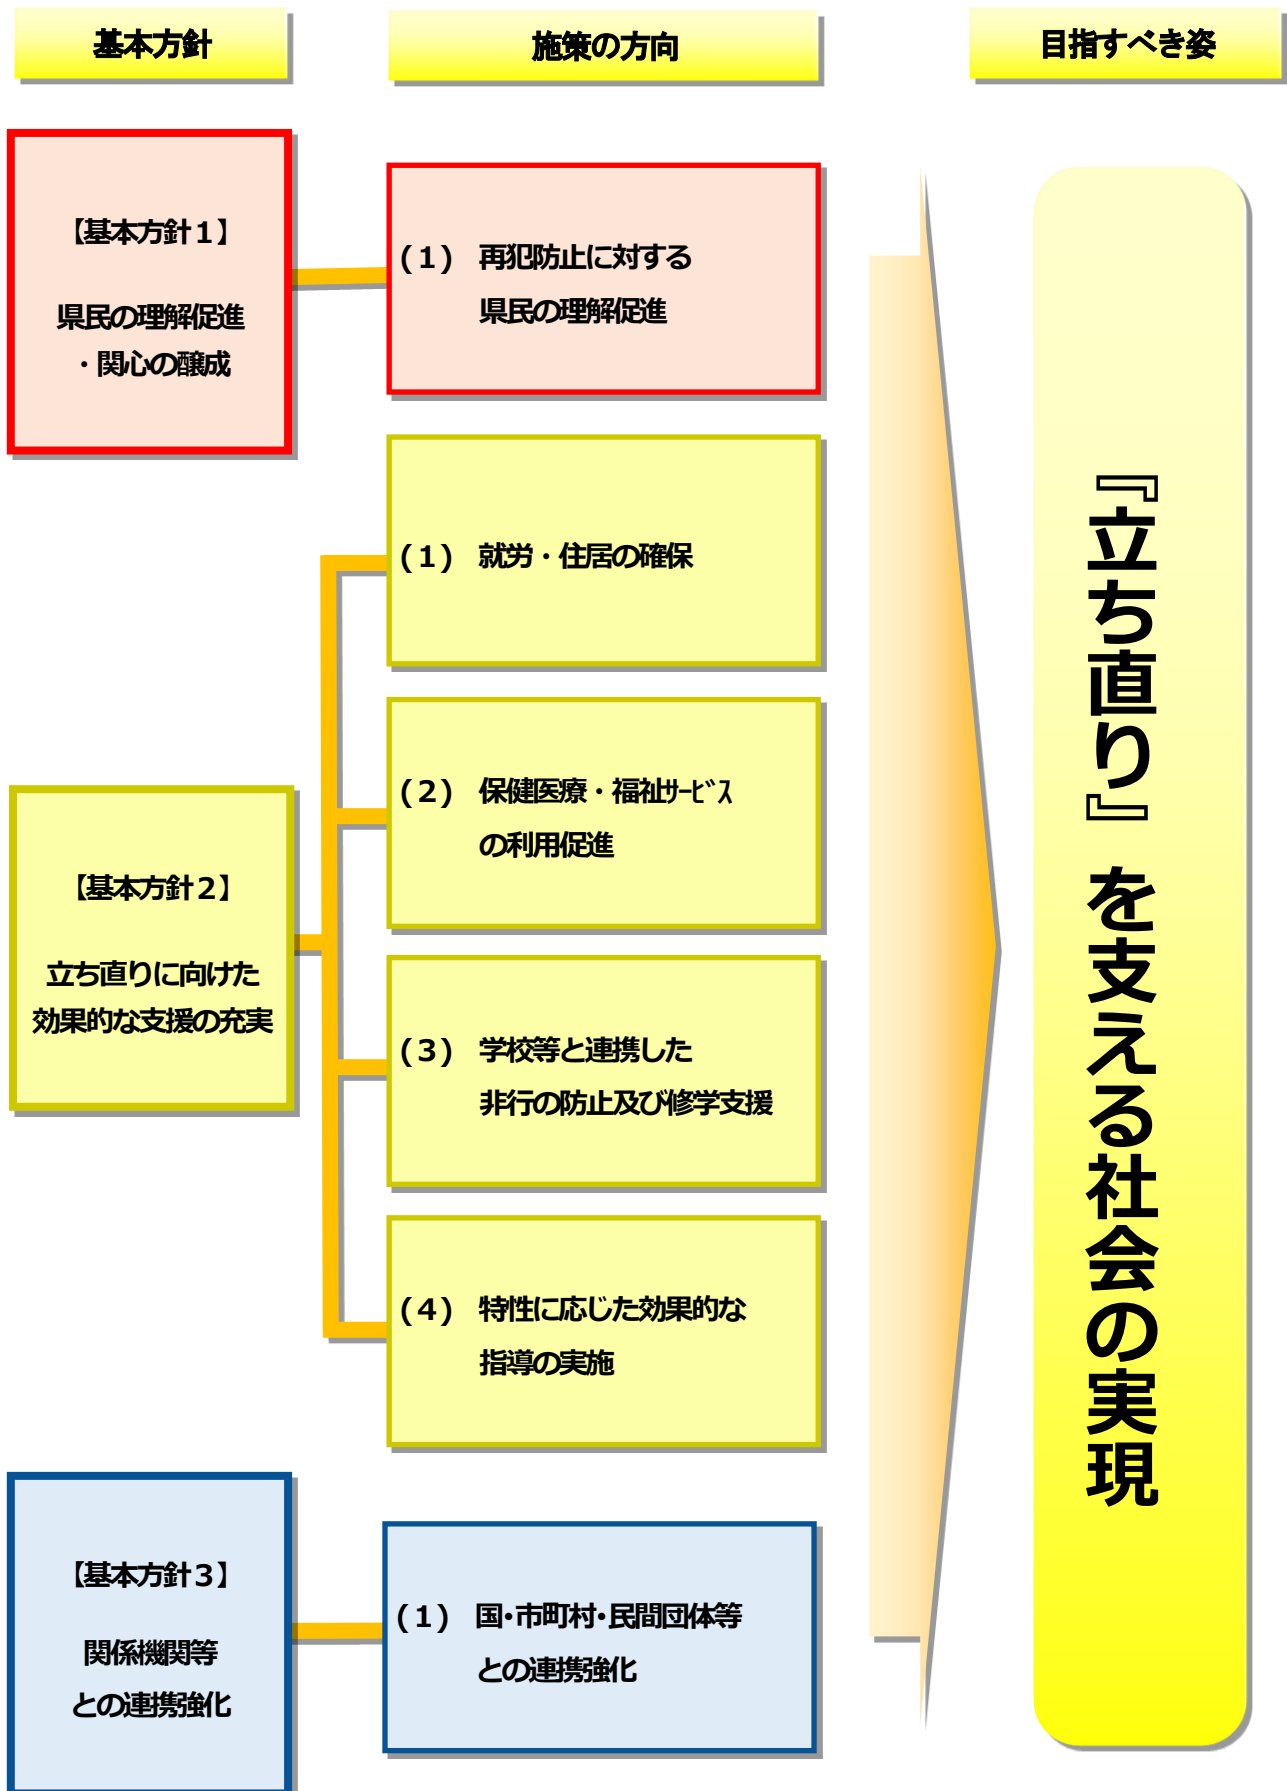 基本方針
施策の方向
目指すべき姿
【基本方針１】
県民の理解促進
・関心の醸成
(1) 再犯防止に対する
県民の理解促進
【基本方針２】
立ち直りに向けた
効果的な支援の充実
(1) 就労・住居の確保
(2) 保健医療・福祉ｻｰﾋﾞｽ
の利用促進
(3) 学校等と連携した
非行の防止及び修学支援
(4) 特性に応じた効果的な
指導の実施
【基本方針３】
関係機関等
との連携強化
(1) 国･市町村･民間団体等
との連携強化
『立ち直り』を支える社会の実現